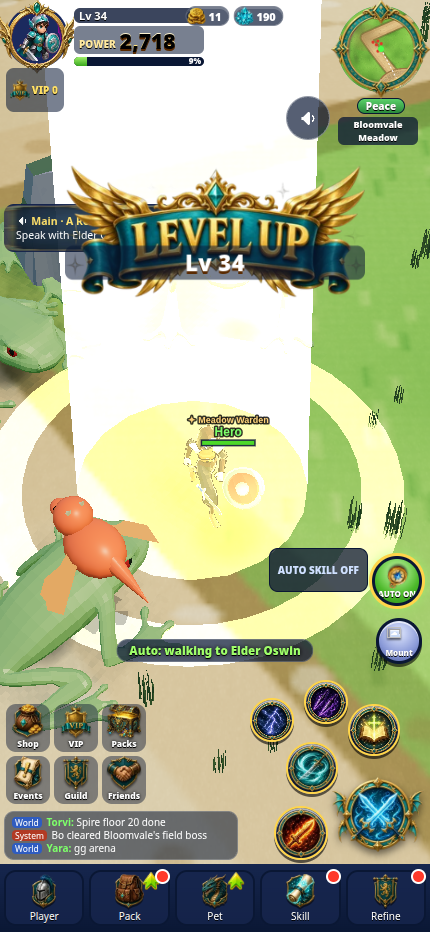 Lv 34
11
190
POWER 2,718
9%
VIP 0
Peace
Bloomvale
Meadow
Main · A R
Speak with Elder
LEVEL UP
Lv 34
Meadow Warden
Hero
AUTO SKILL OFF
AUTO ON
Mount
Auto: walking to Elder Oswin
Shop
VIP
VIP
Packs
Events
Guild
Friends
World Torvi: Spire floor 20 done
System Bo cleared Bloomvale's field boss
World Yara: gg arena
Player
Pack
Pet
Skill
Refine